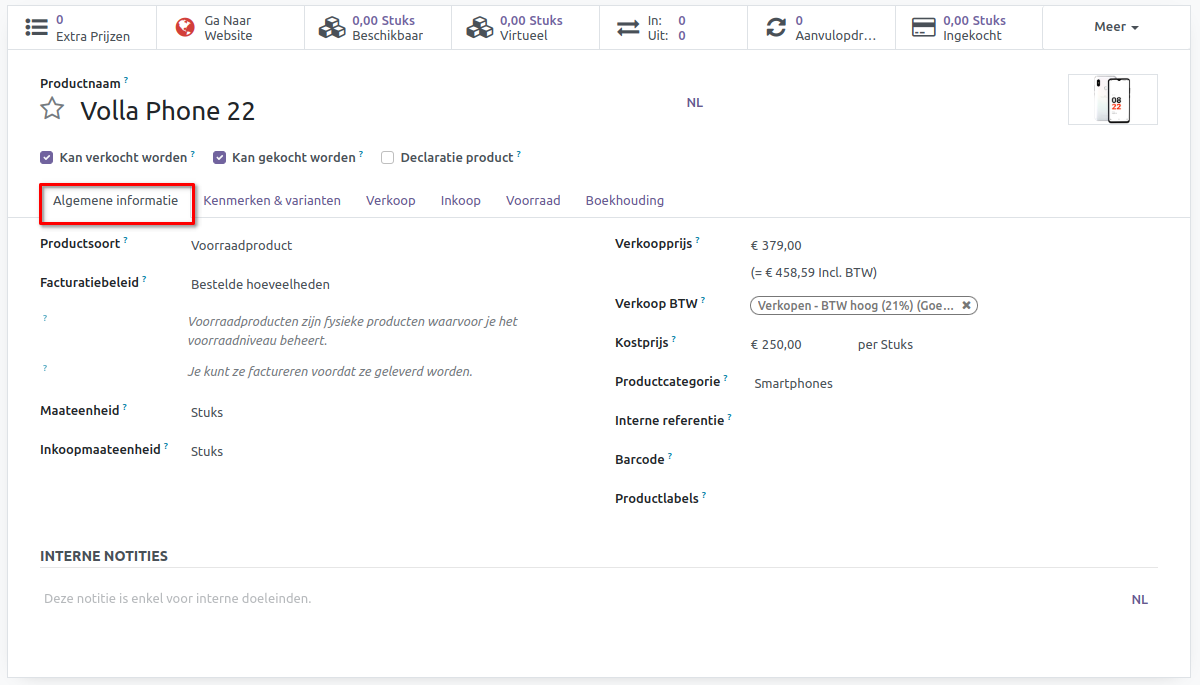 0
Extra Prijzen
Ga Naar
Website
0,00 Stuks
Beschikbaar
0,00 Stuks
Virtueel
In: 0
Uit: 0
0
Aanvulopdr...
0,00 Stuks
Ingekocht
Meer
Productnaam ?
Volla Phone 22
NL
08
22
Kan verkocht worden ? Kan gekocht worden ? Declaratie product ?
Algemene informatie Kenmerken & varianten Verkoop Inkoop Voorraad Boekhouding
Productsoort ? Voorraadproduct
Facturatiebeleid ? Bestelde hoeveelheden
? Voorraadproducten zijn fysieke producten waarvoor je het
voorraadniveau beheert.
? Je kunt ze factureren voordat ze geleverd worden.
Maateenheid ? Stuks
Inkoopmaateenheid ? Stuks
Verkoopprijs ? € 379,00
(= € 458,59 Incl. BTW)
Verkoop BTW ? Verkopen - BTW hoog (21%) (Goe... ✖
Kostprijs ? € 250,00 per Stuks
Productcategorie ? Smartphones
Interne referentie ?
Barcode ?
Productlabels ?
INTERNE NOTITIES
Deze notitie is enkel voor interne doeleinden.
NL